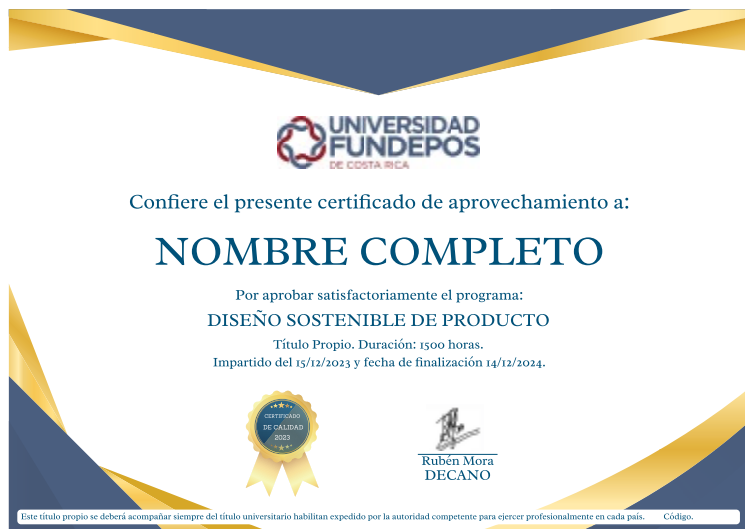 UNIVERSIDAD
FUNDEPOS
DE COSTA RICA
Confiere el presente certificado de aprovechamiento a:
NOMBRE COMPLETO
Por aprobar satisfactoriamente el programa:
DISEÑO SOSTENIBLE DE PRODUCTO
Título Propio. Duración: 1500 horas.
Impartido del 15/12/2023 y fecha de finalización 14/12/2024.
CERTIFICADO
DE CALIDAD
2023
Rubén Mora
DECANO
Este título propio se deberá acompañar siempre del título universitario habilitan expedido por la autoridad competente para ejercer profesionalmente en cada país. Código.